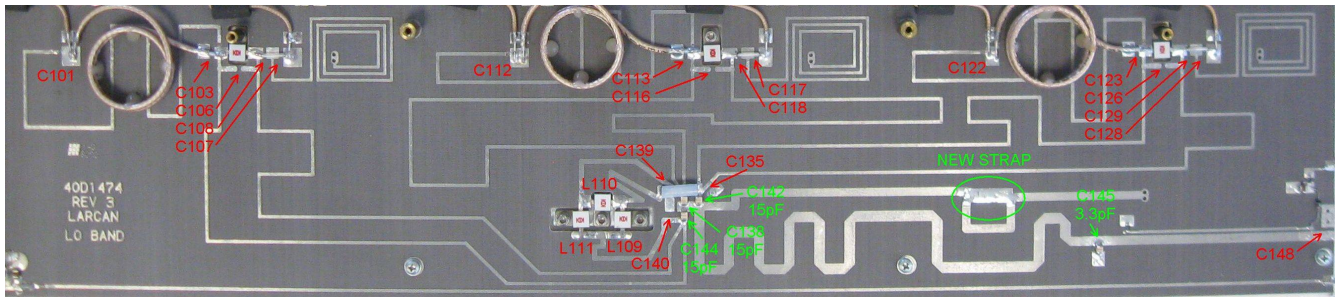 C101
C103
C106
C108
C107
C112
C113
C116
C117
C118
C122
C123
C126
C129
C128
C139
C135
NEW STRAP
L110
C142
15pF
C145
3.3pF
40D1474
REV 3
LARCAN
LO BAND
L111
L109
C140
C138
15pF
C144
15pF
C148